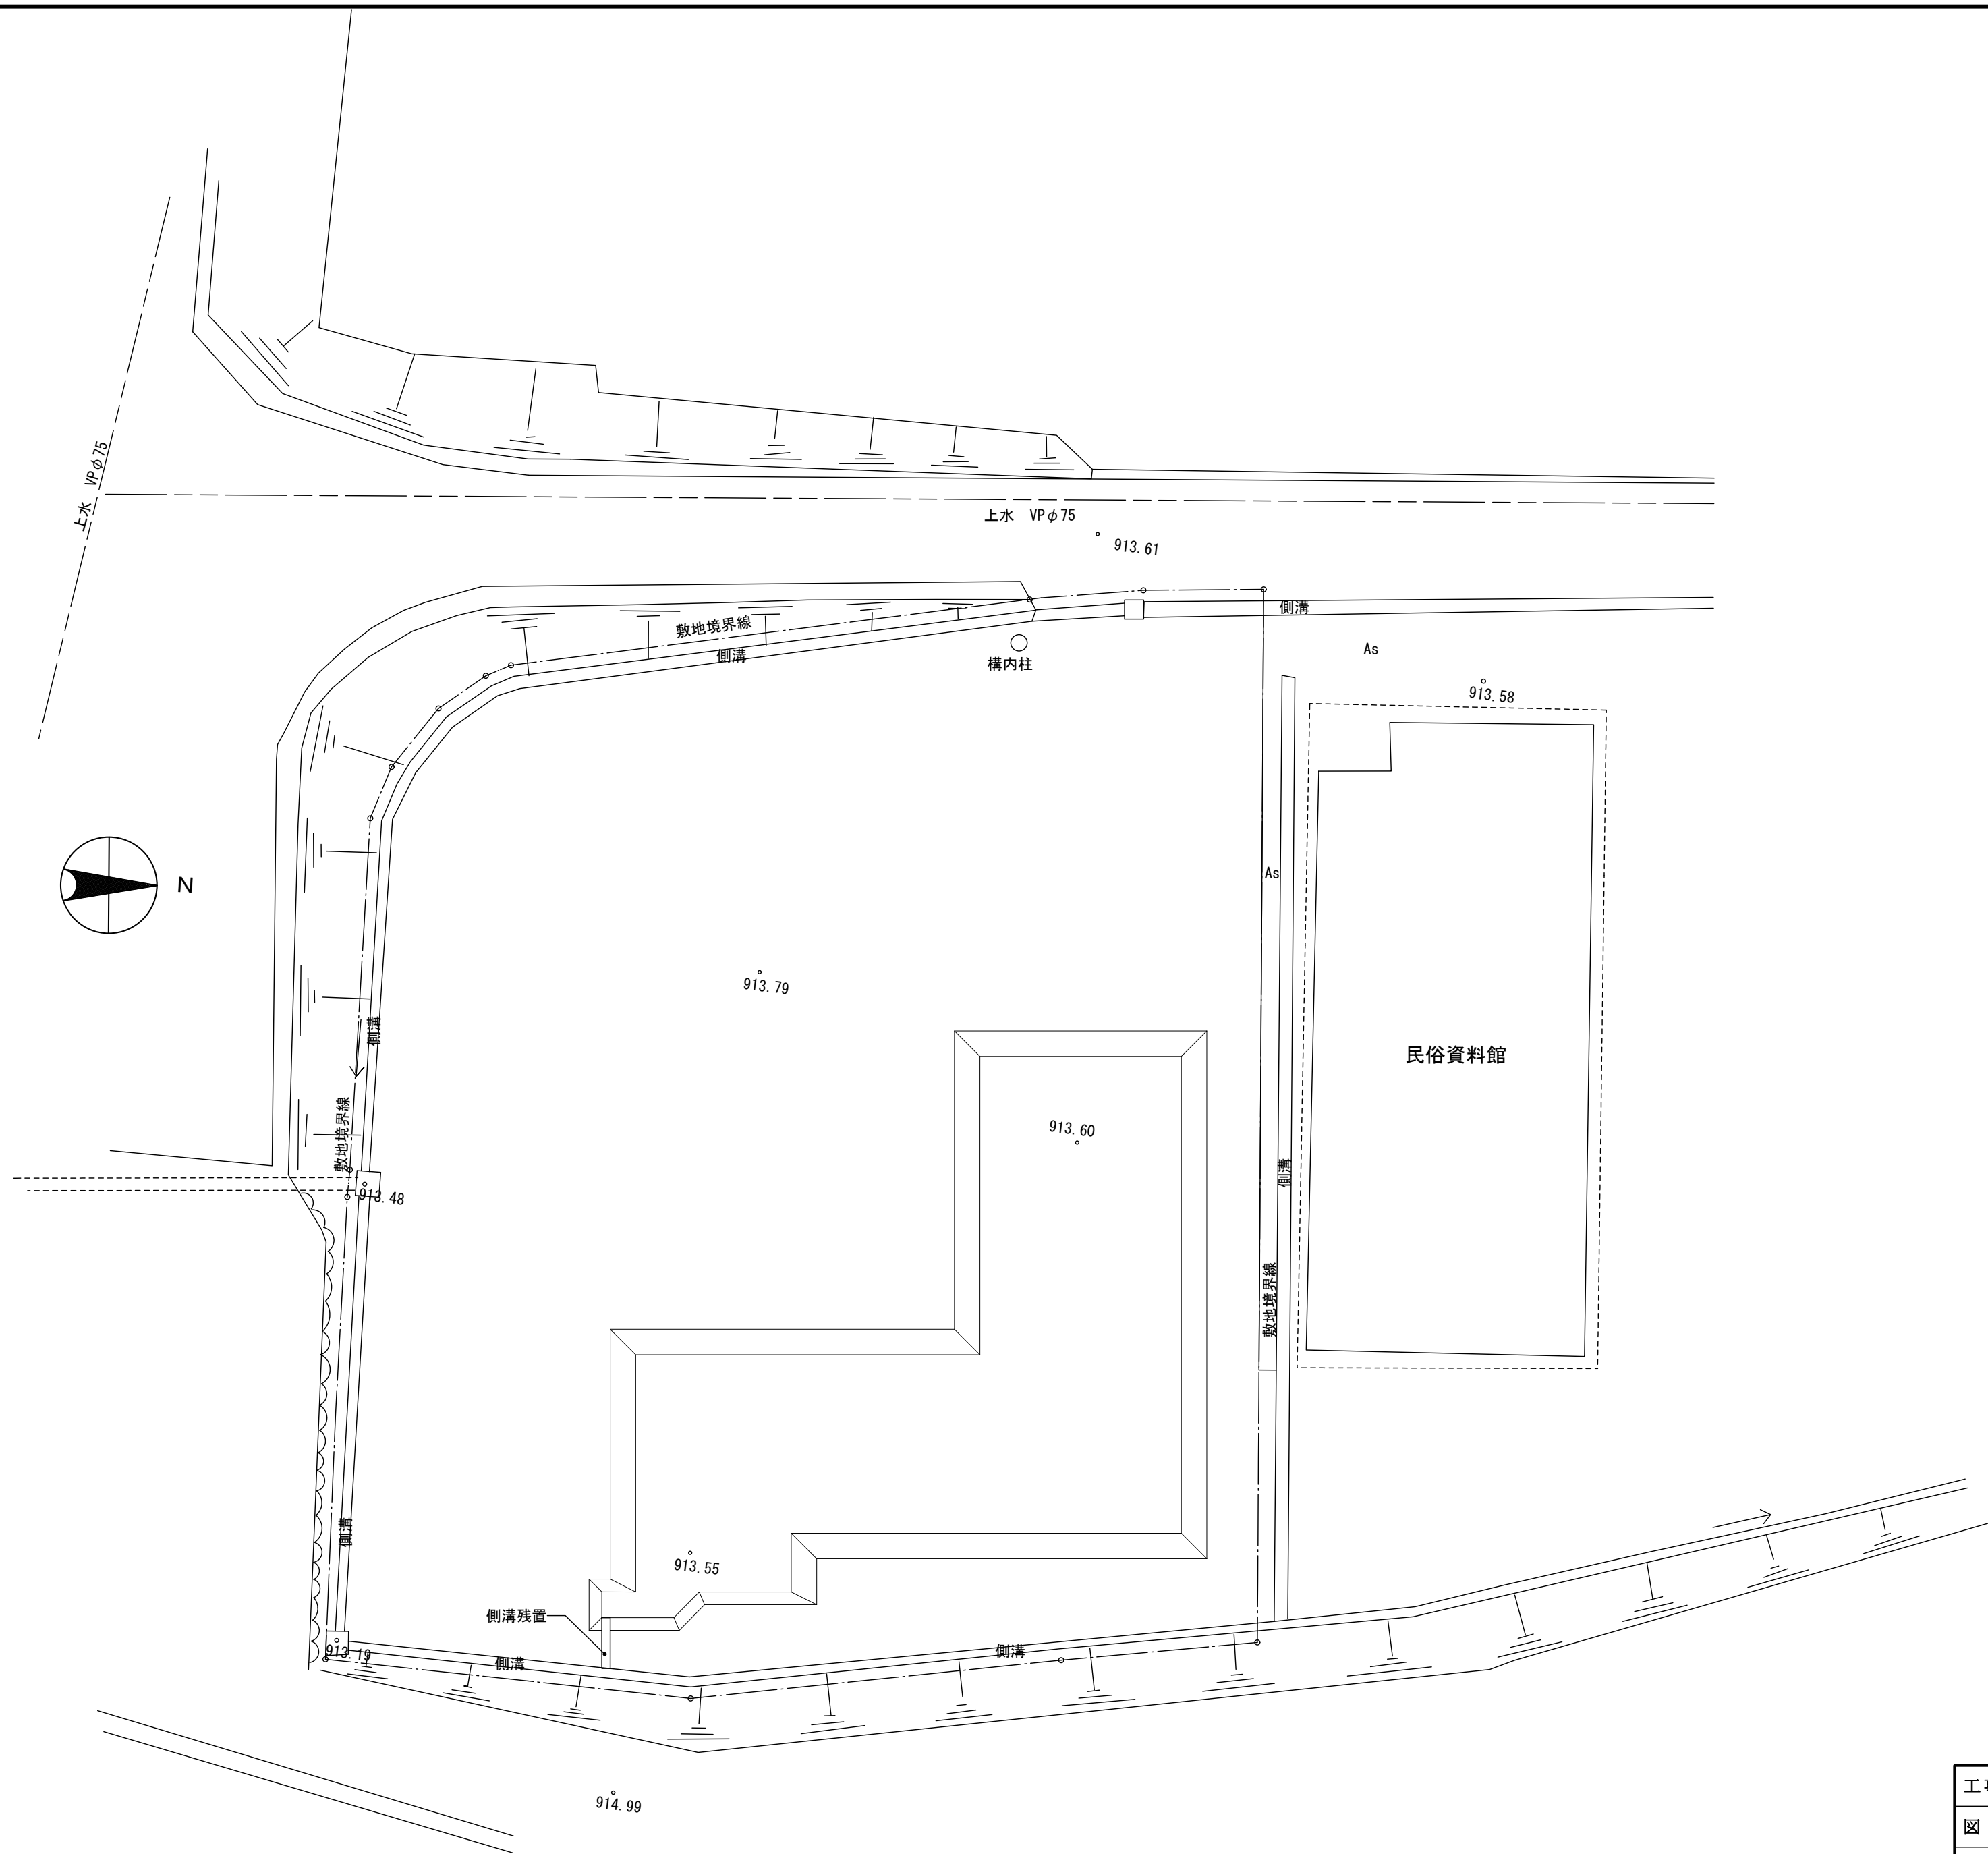 上水　VPφ75
上水　VPφ75
913.61
敷地境界線
側溝
側溝
構内柱
As
913.58
As
N
913.79
側溝
民俗資料館
敷地境界線
913.60
側溝
913.48
敷地境界線
側溝
913.55
側溝残置
913.19
側溝
側溝
914.99
図